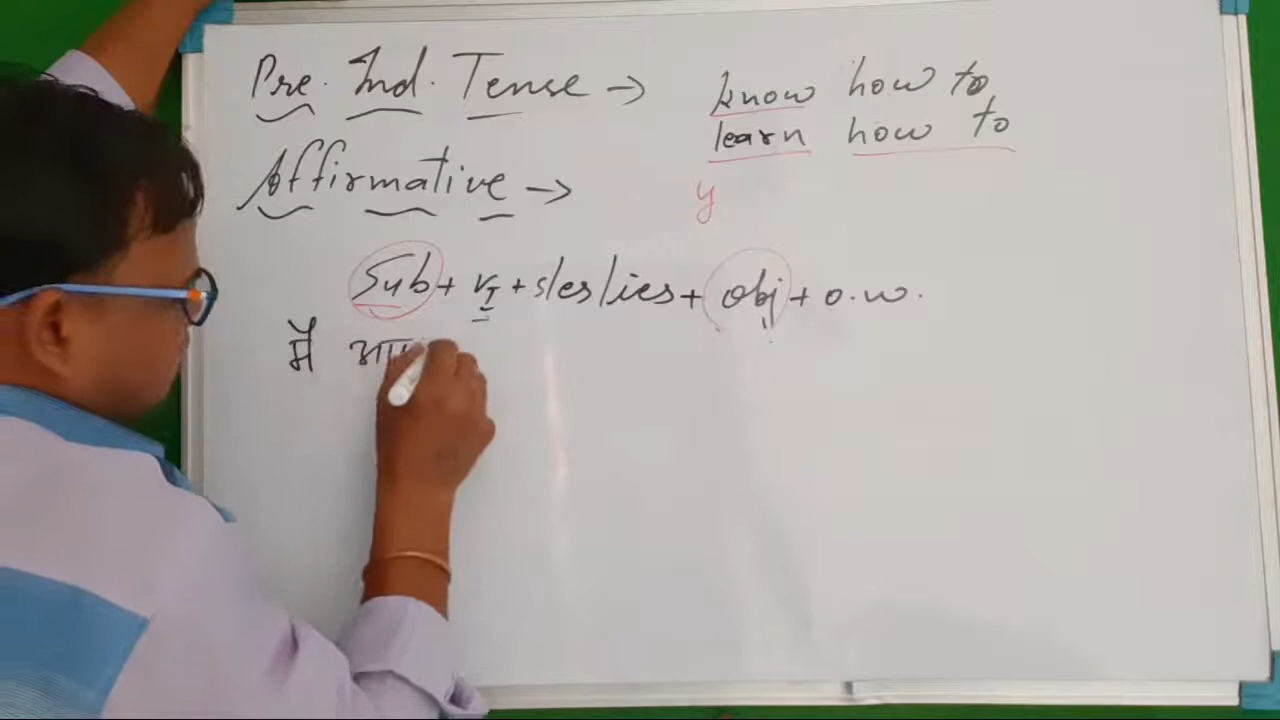 Pre. Ind. Tense →
know how to
learn how to
Affirmative →
y
Sub + V1 + s/es/ies + obj + o.w.
मैं